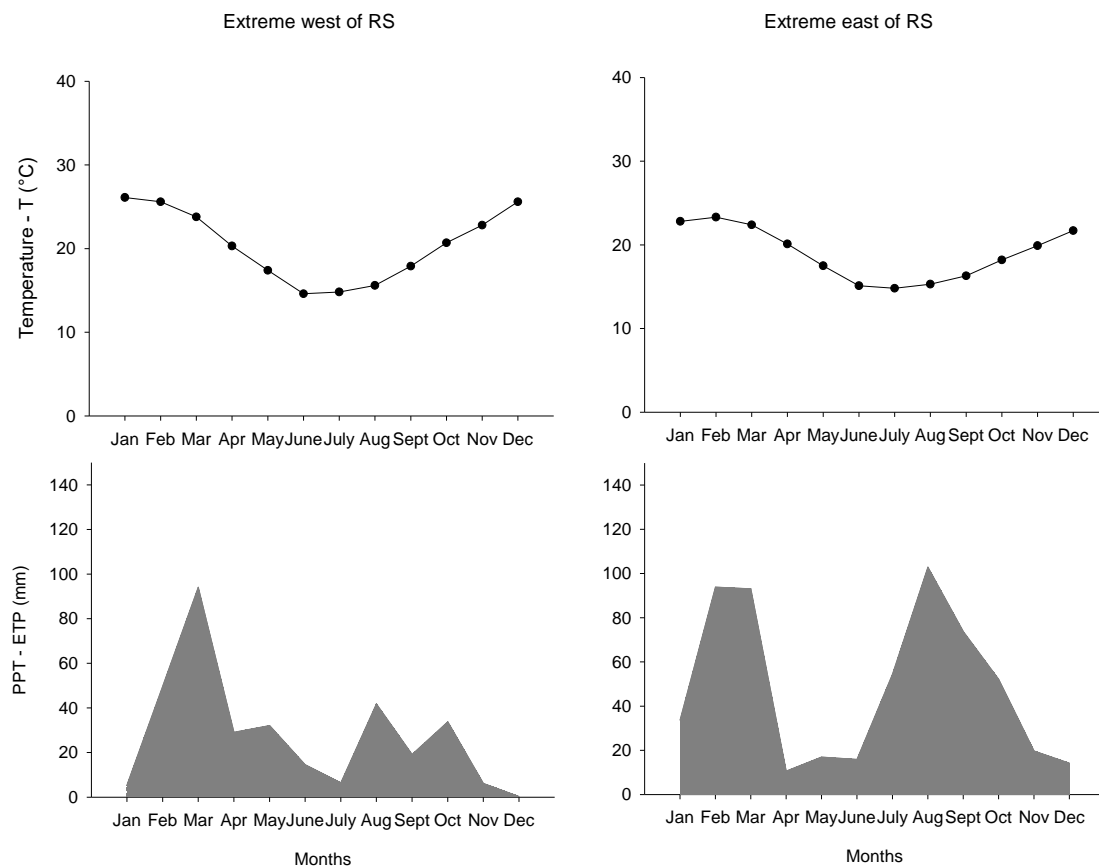 Extreme west of RS
Extreme east of RS
Temperature - T (°C)
40
30
20
10
0
Jan Feb Mar Apr May June July Aug Sept Oct Nov Dec
40
30
20
10
0
Jan Feb Mar Apr May June July Aug Sept Oct Nov Dec
PPT - ETP (mm)
140
120
100
80
60
40
20
0
Jan Feb Mar Apr May June July Aug Sept Oct Nov Dec
Months
140
120
100
80
60
40
20
0
Jan Feb Mar Apr May June July Aug Sept Oct Nov Dec
Months